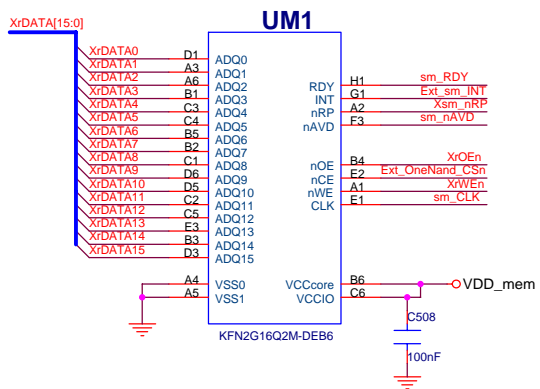 UM1
XrDATA[15:0]
XrDATA0 D1 ADQ0
XrDATA1 A3 ADQ1
XrDATA2 A6 ADQ2
XrDATA3 B1 ADQ3
XrDATA4 C3 ADQ4
XrDATA5 C4 ADQ5
XrDATA6 B5 ADQ6
XrDATA7 B2 ADQ7
XrDATA8 C1 ADQ8
XrDATA9 D6 ADQ9
XrDATA10 D5 ADQ10
XrDATA11 C2 ADQ11
XrDATA12 C5 ADQ12
XrDATA13 E3 ADQ13
XrDATA14 B3 ADQ14
XrDATA15 D3 ADQ15
A4 VSS0
A5 VSS1
RDY H1 sm_RDY
INT G1 Ext_sm_INT
nRP A2 Xsm_nRP
nAVD F3 sm_nAVD
nOE B4 XrOEn
nCE E2 Ext_OneNand_CSn
nWE A1 XrWEn
CLK E1 sm_CLK
VCCcore B6 VDD_mem
VCCIO C6
C508
100nF
KFN2G16Q2M-DEB6